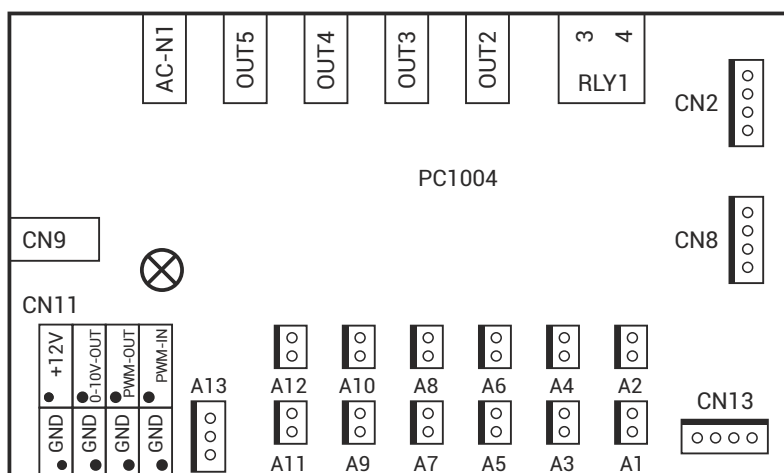 AC-N1
OUT5
OUT4
OUT3
OUT2
3
4
RLY1
CN2
PC1004
CN9
CN8
CN11
+12V
0-10V-OUT
PWM-OUT
PWM-IN
A13
A12
A10
A8
A6
A4
A2
CN13
GND
GND
GND
GND
A11
A9
A7
A5
A3
A1